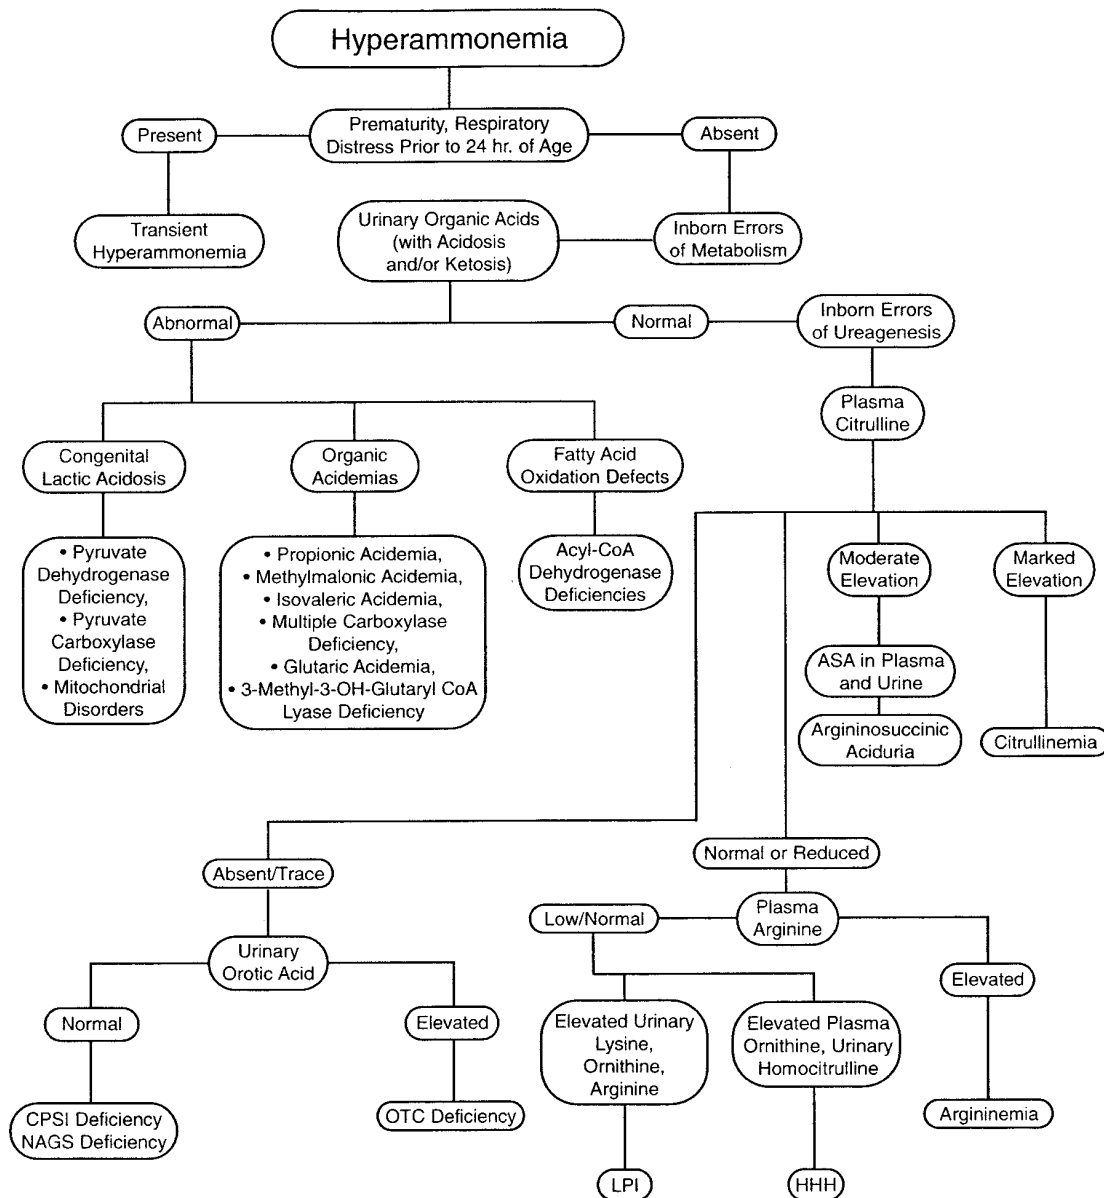 Hyperammonemia
Prematurity, Respiratory
Distress Prior to 24 hr. of Age
Present
Absent
Transient
Hyperammonemia
Urinary Organic Acids
(with Acidosis
and/or Ketosis)
Inborn Errors
of Metabolism
Abnormal
Normal
Inborn Errors
of Ureagenesis
Plasma
Citrulline
Congenital
Lactic Acidosis
Organic
Acidemias
Fatty Acid
Oxidation Defects
• Pyruvate
Dehydrogenase
Deficiency,
• Pyruvate
Carboxylase
Deficiency,
• Mitochondrial
Disorders
• Propionic Acidemia,
• Methylmalonic Acidemia,
• Isovaleric Acidemia,
• Multiple Carboxylase
Deficiency,
• Glutaric Acidemia,
• 3-Methyl-3-OH-Glutaryl CoA
Lyase Deficiency
Acyl-CoA
Dehydrogenase
Deficiencies
Moderate
Elevation
Marked
Elevation
ASA in Plasma
and Urine
Argininosuccinic
Aciduria
Citrullinemia
Absent/Trace
Normal or Reduced
Urinary
Orotic Acid
Low/Normal
Plasma
Arginine
Elevated
Normal
Elevated
Elevated Urinary
Lysine,
Ornithine,
Arginine
Elevated Plasma
Ornithine, Urinary
Homocitrulline
CPSI Deficiency
NAGS Deficiency
OTC Deficiency
Argininemia
LPI
HHH